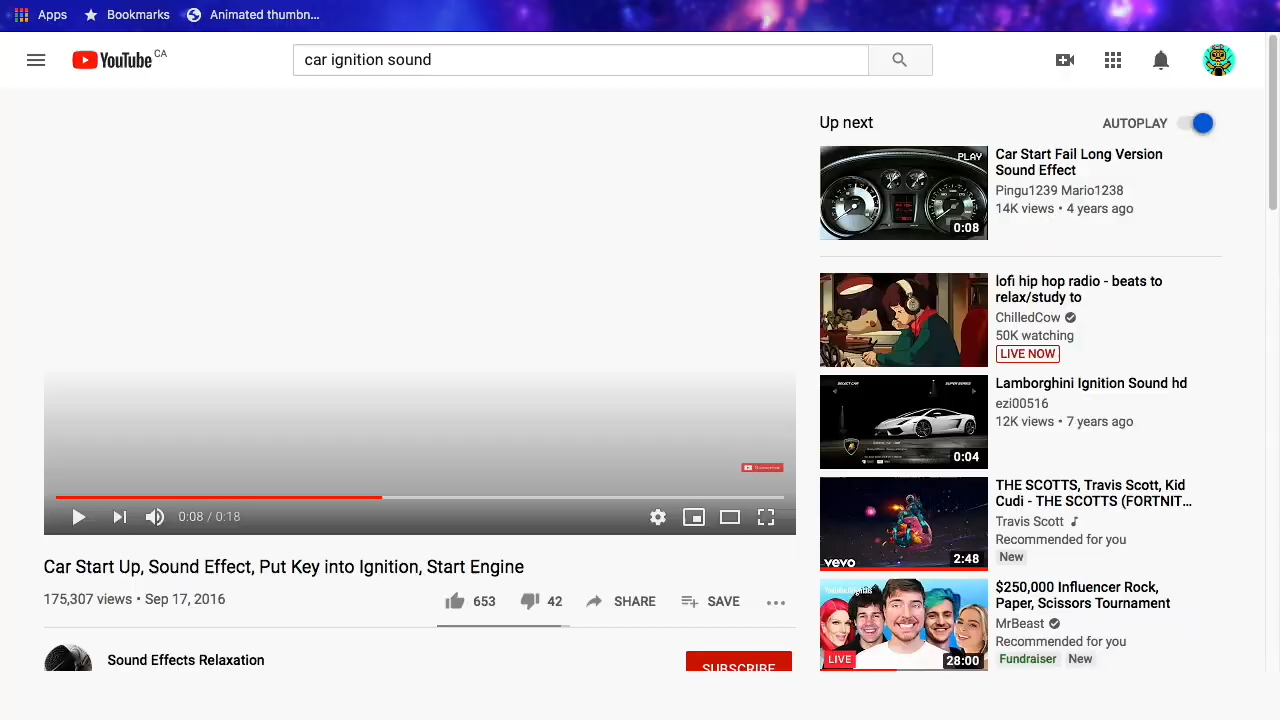 Apps
Bookmarks
Animated thumbn...
YouTube CA
car ignition sound
Up next
AUTOPLAY
PLAY
0:08
Car Start Fail Long Version
Sound Effect
Pingu1239 Mario1238
14K views • 4 years ago
lofi hip hop radio - beats to
relax/study to
ChilledCow
50K watching
LIVE NOW
SELECT CAR
SUPER SERIES
0:04
Lamborghini Ignition Sound hd
ezi00516
12K views • 7 years ago
vevo
2:48
THE SCOTTS, Travis Scott, Kid
Cudi - THE SCOTTS (FORTNIT...
Travis Scott
Recommended for you
New
LIVE
28:00
$250,000 Influencer Rock,
Paper, Scissors Tournament
MrBeast
Recommended for you
Fundraiser New
Subscribe
0:08 / 0:18
Car Start Up, Sound Effect, Put Key into Ignition, Start Engine
175,307 views • Sep 17, 2016
653
42
SHARE
SAVE
Sound Effects Relaxation
SUBSCRIBE